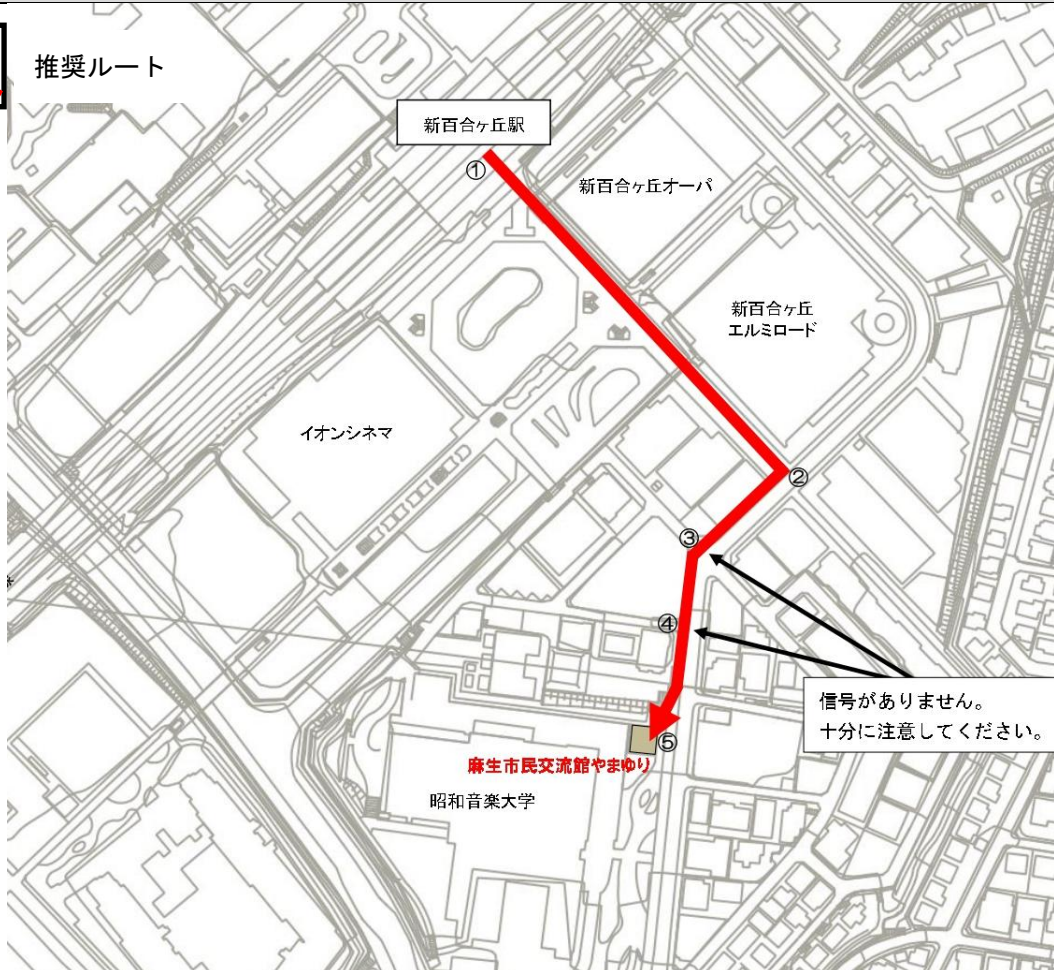 推奨ルート
新百合ヶ丘駅
①
新百合ヶ丘オーパ
新百合ヶ丘
エルミロード
イオンシネマ
②
③
④
信号がありません。
十分に注意してください。
⑤
麻生市民交流館やまゆり
昭和音楽大学